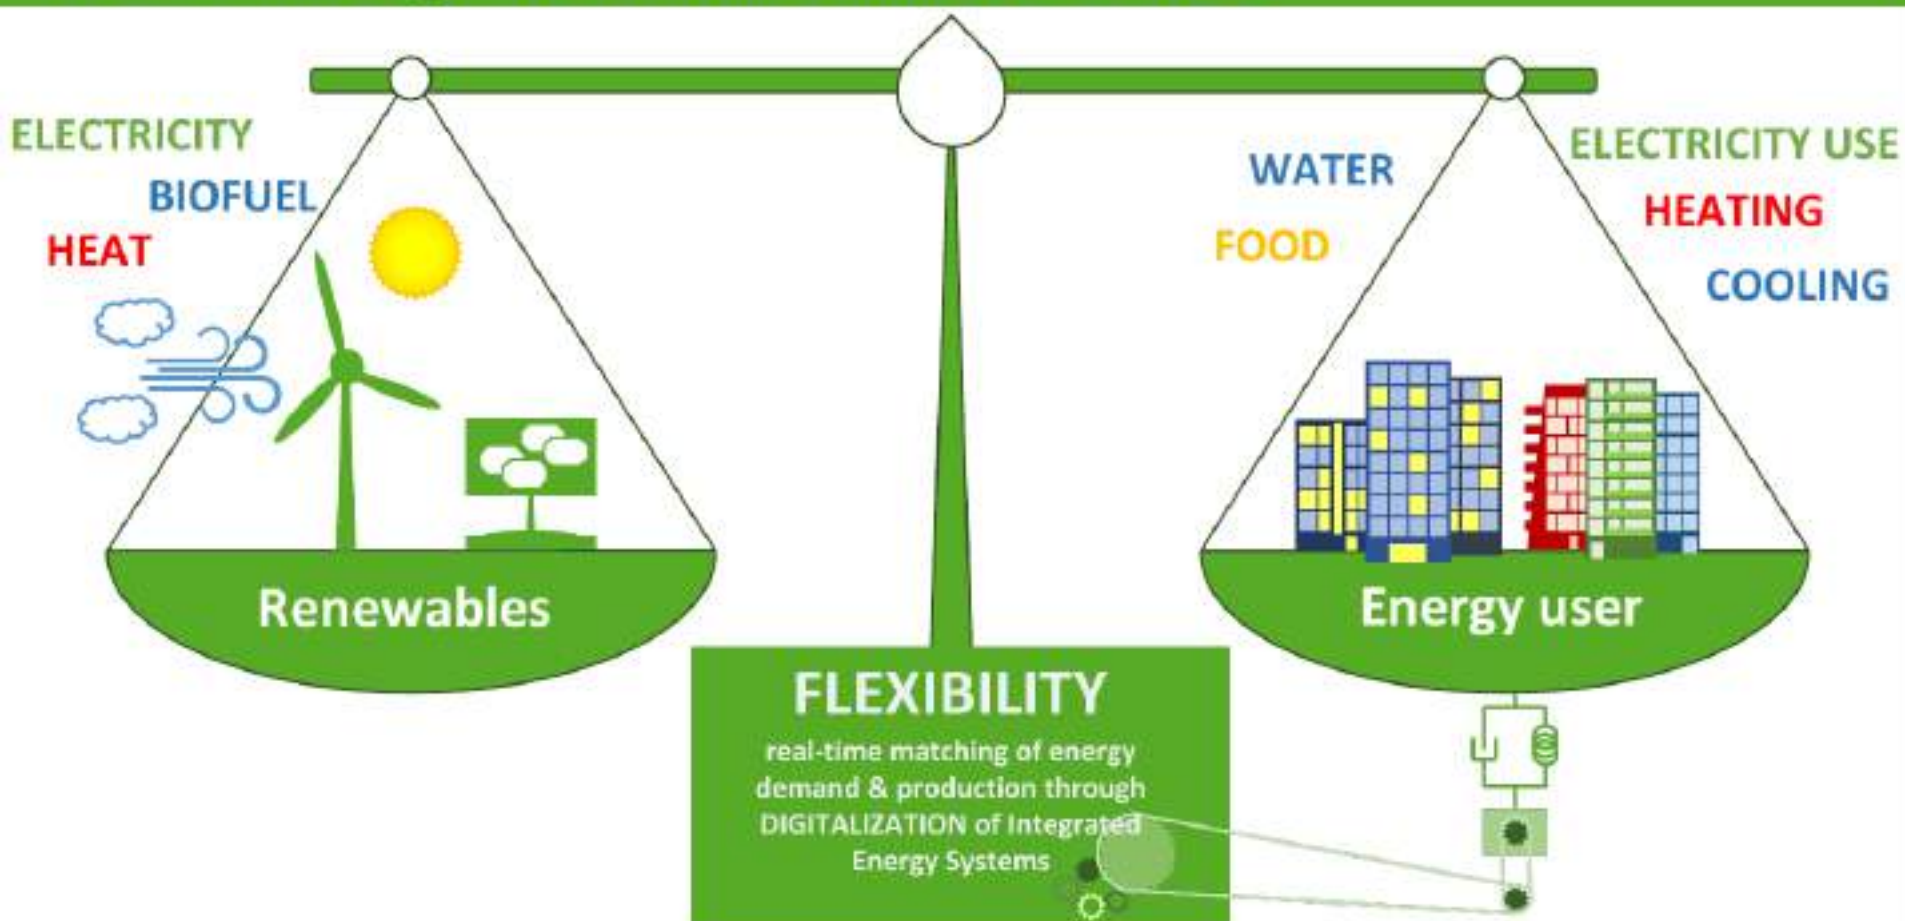 ELECTRICITY
BIOFUEL
HEAT
WATER
FOOD
ELECTRICITY USE
HEATING
COOLING
Renewables
Energy user
FLEXIBILITY
real-time matching of energy
demand & production through
DIGITALIZATION of Integrated
Energy Systems